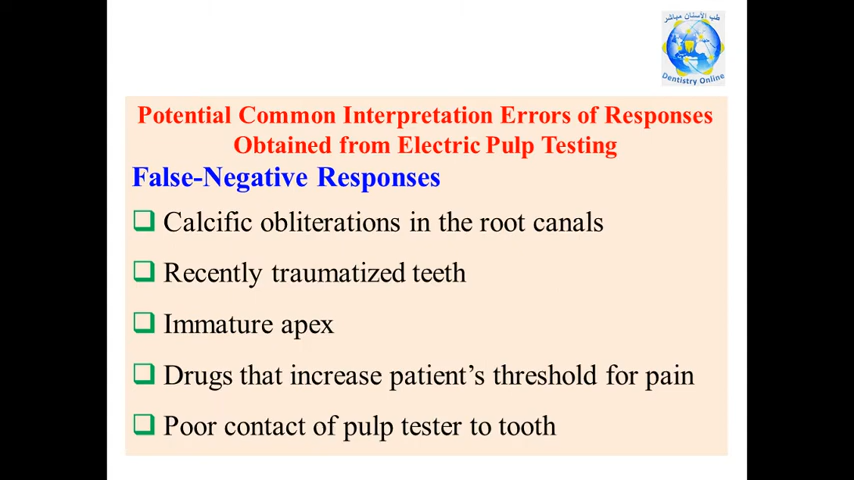 طب الأسنان مباشر
Dentistry Online
Potential Common Interpretation Errors of Responses
Obtained from Electric Pulp Testing
False-Negative Responses
❑ Calcific obliterations in the root canals
❑ Recently traumatized teeth
❑ Immature apex
❑ Drugs that increase patient’s threshold for pain
❑ Poor contact of pulp tester to tooth